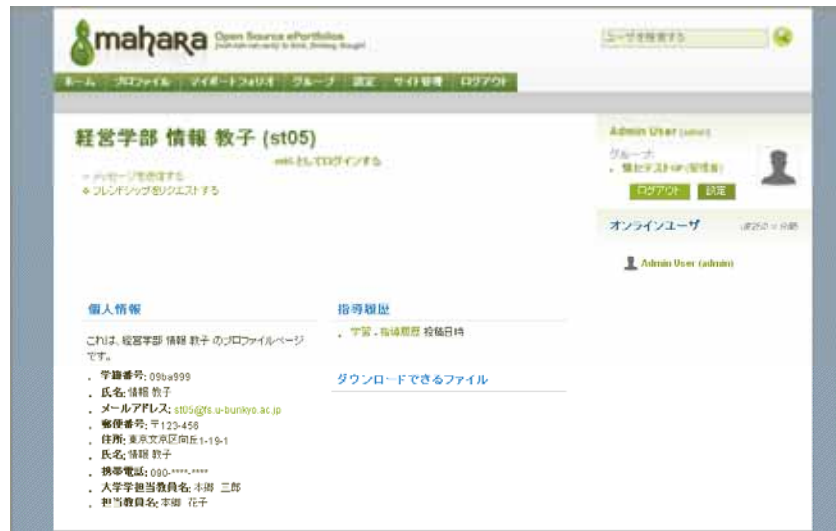 mahara Open Source ePortfolios
ユーザを検索する
ホーム プロファイル マイポートフォリオ グループ 設定 サイト管理 ログアウト
経営学部 情報 教子 (st05)
st05としてログインする
メッセージを送信する
フレンドシップをリクエストする
Admin User (admin)
グループ:
ログアウト 設定
オンラインユーザ
Admin User (admin)
個人情報
これは、経営学部 情報 教子 のプロファイルページ
です。
学籍番号: 09ba999
氏名: 情報 教子
メールアドレス: st05@fs.u-bunkyo.ac.jp
郵便番号: 〒123-456
住所: 東京文京区向丘1-19-1
氏名: 情報 教子
携帯電話: 090-****-****
大学学担当教員名: 本郷 三郎
担当教員名: 本郷 花子
指導履歴
学習 - 指導履歴 投稿日時
ダウンロードできるファイル